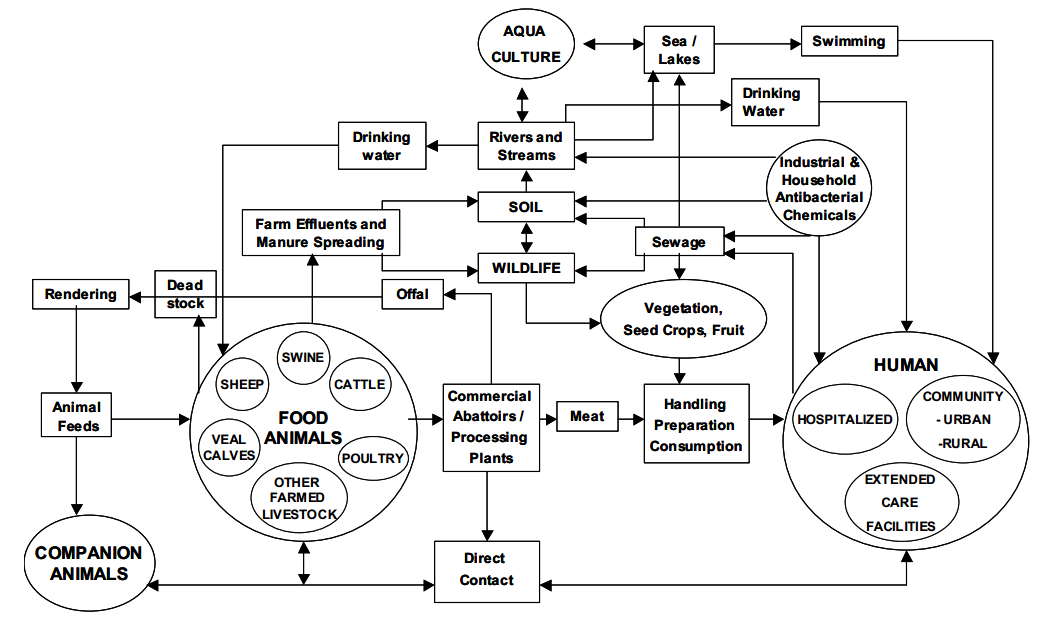 AQUA
CULTURE
Sea /
Lakes
Swimming
Drinking
Water
Drinking
water
Rivers and
Streams
Industrial &
Household
Antibacterial
Chemicals
SOIL
Farm Effluents and
Manure Spreading
Sewage
WILDLIFE
Rendering
Dead
stock
Offal
Vegetation,
Seed Crops, Fruit
SWINE
SHEEP
CATTLE
FOOD
ANIMALS
VEAL
CALVES
POULTRY
OTHER
FARMED
LIVESTOCK
Animal
Feeds
Commercial
Abattoirs /
Processing
Plants
Meat
Handling
Preparation
Consumption
HUMAN
HOSPITALIZED
COMMUNITY
- URBAN
-RURAL
EXTENDED
CARE
FACILITIES
COMPANION
ANIMALS
Direct
Contact